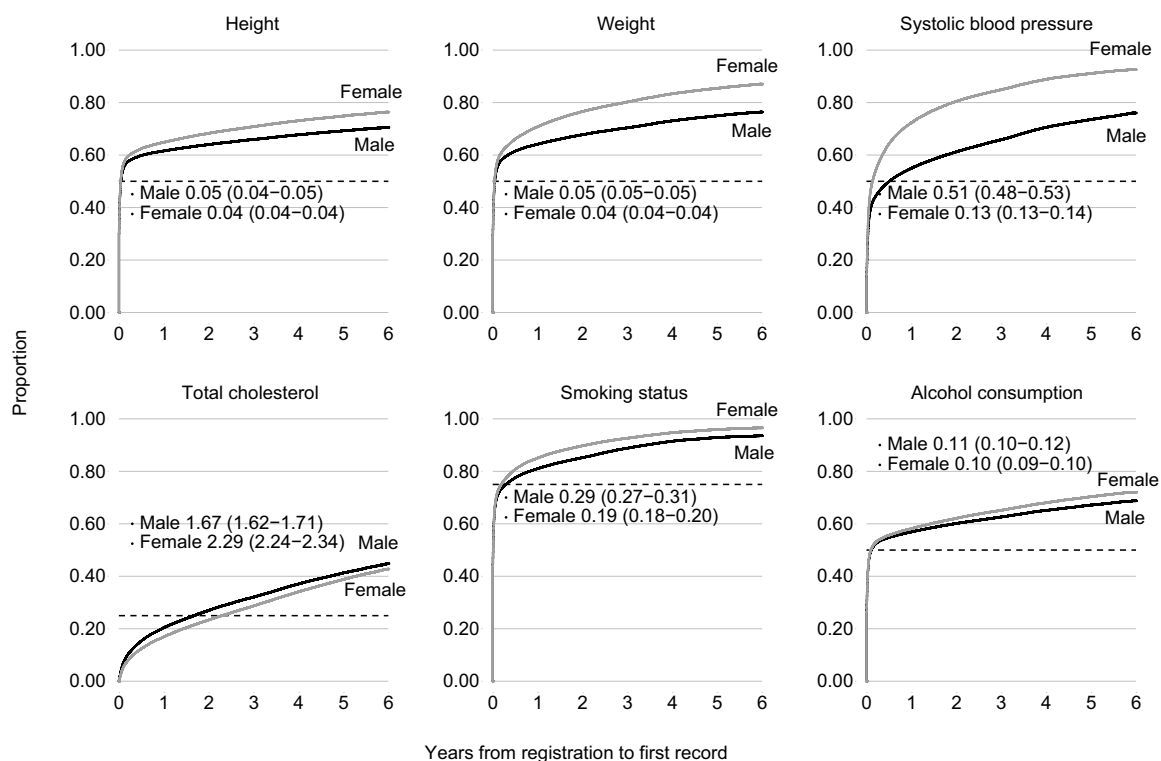 Height
1.00
0.80
0.60
0.40
0.20
0.00
Female
Male
· Male 0.05 (0.04–0.05)
· Female 0.04 (0.04–0.04)
0 1 2 3 4 5 6
Weight
1.00
0.80
0.60
0.40
0.20
0.00
Female
Male
· Male 0.05 (0.05–0.05)
· Female 0.04 (0.04–0.04)
0 1 2 3 4 5 6
Systolic blood pressure
1.00
0.80
0.60
0.40
0.20
0.00
Female
Male
· Male 0.51 (0.48–0.53)
· Female 0.13 (0.13–0.14)
0 1 2 3 4 5 6
Proportion
Total cholesterol
1.00
0.80
0.60
0.40
0.20
0.00
· Male 1.67 (1.62–1.71)
· Female 2.29 (2.24–2.34)
Male
Female
0 1 2 3 4 5 6
Smoking status
1.00
0.80
0.60
0.40
0.20
0.00
Female
Male
· Male 0.29 (0.27–0.31)
· Female 0.19 (0.18–0.20)
0 1 2 3 4 5 6
Alcohol consumption
1.00
0.80
0.60
0.40
0.20
0.00
· Male 0.11 (0.10–0.12)
· Female 0.10 (0.09–0.10)
Female
Male
0 1 2 3 4 5 6
Years from registration to first record